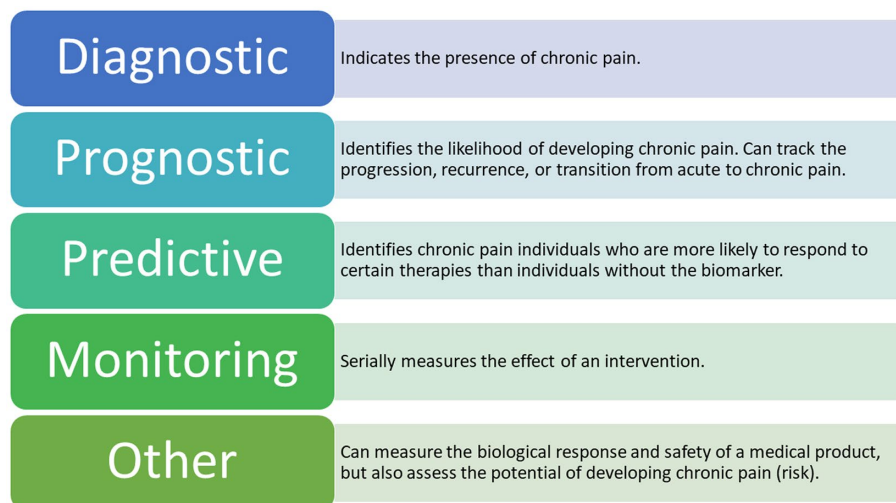 Diagnostic
Indicates the presence of chronic pain.
Prognostic
Identifies the likelihood of developing chronic pain. Can track the
progression, recurrence, or transition from acute to chronic pain.
Predictive
Identifies chronic pain individuals who are more likely to respond to
certain therapies than individuals without the biomarker.
Monitoring
Serially measures the effect of an intervention.
Other
Can measure the biological response and safety of a medical product,
but also assess the potential of developing chronic pain (risk).